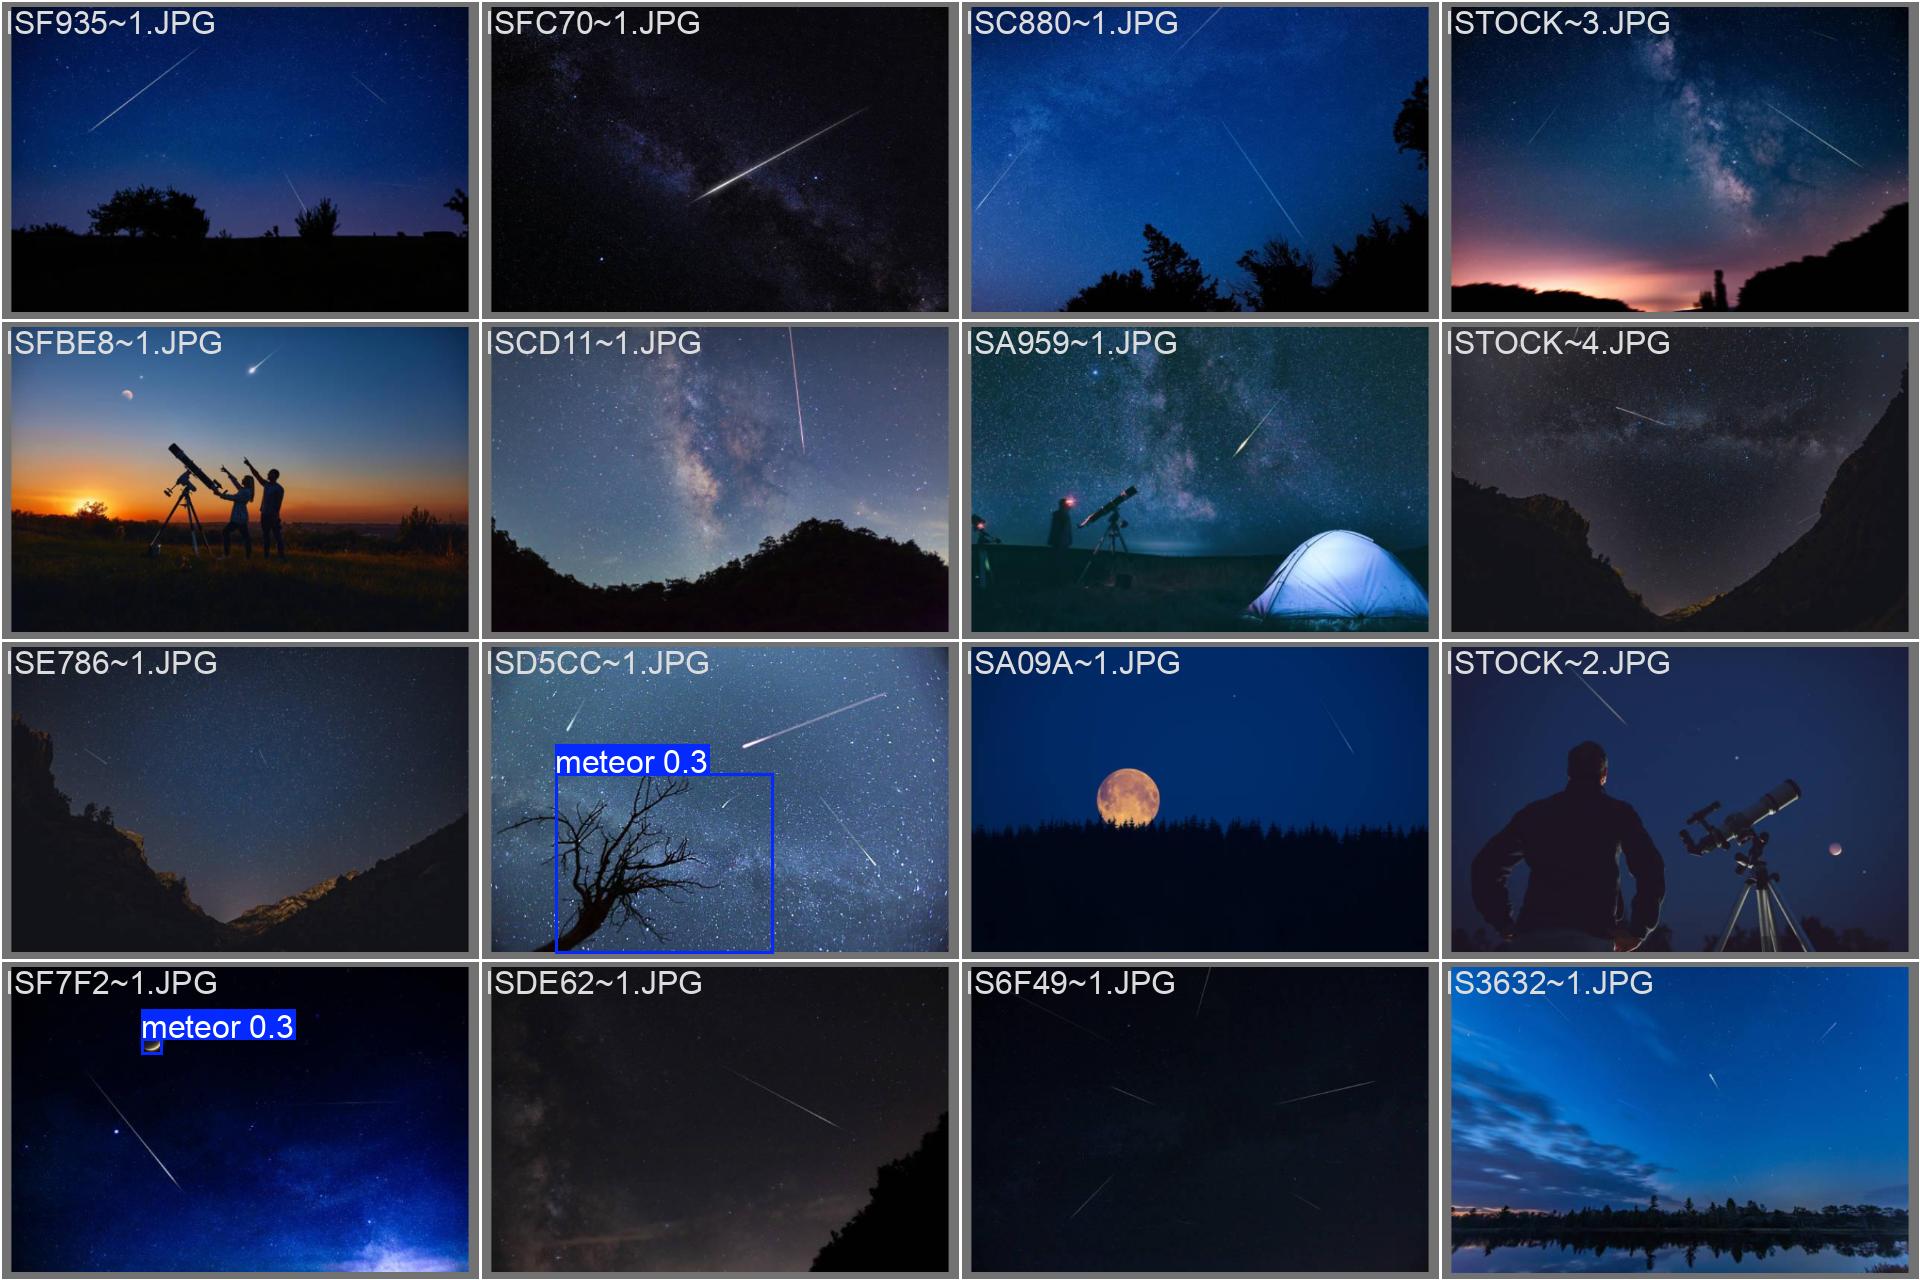 ISF935~1.JPG
ISFC70~1.JPG
ISC880~1.JPG
ISTOCK~3.JPG
ISFBE8~1.JPG
ISCD11~1.JPG
ISA959~1.JPG
ISTOCK~4.JPG
ISE786~1.JPG
ISD5CC~1.JPG
meteor 0.3
ISA09A~1.JPG
ISTOCK~2.JPG
ISF7F2~1.JPG
meteor 0.3
ISDE62~1.JPG
IS6F49~1.JPG
IS3632~1.JPG